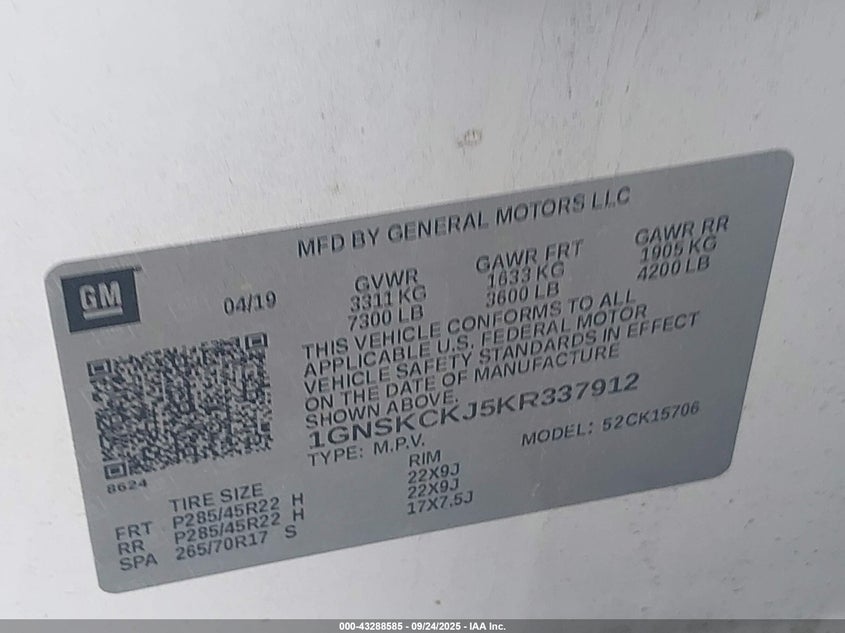 MFD BY GENERAL MOTORS LLC
GM
04/19
GVWR
3311 KG
7300 LB
GAWR FRT
1633 KG
3600 LB
GAWR RR
1905 KG
4200 LB
THIS VEHICLE CONFORMS TO ALL
APPLICABLE U.S. FEDERAL MOTOR
VEHICLE SAFETY STANDARDS IN EFFECT
ON THE DATE OF MANUFACTURE
SHOWN ABOVE.
1GNSKCKJ5KR337912
TYPE: M.P.V.
MODEL: 52CK15706
8624
TIRE SIZE RIM
FRT P285/45R22 H 22X9J
RR P285/45R22 H 22X9J
SPA 265/70R17 S 17X7.5J
000-43288585 - 09/24/2025 - IAA Inc.